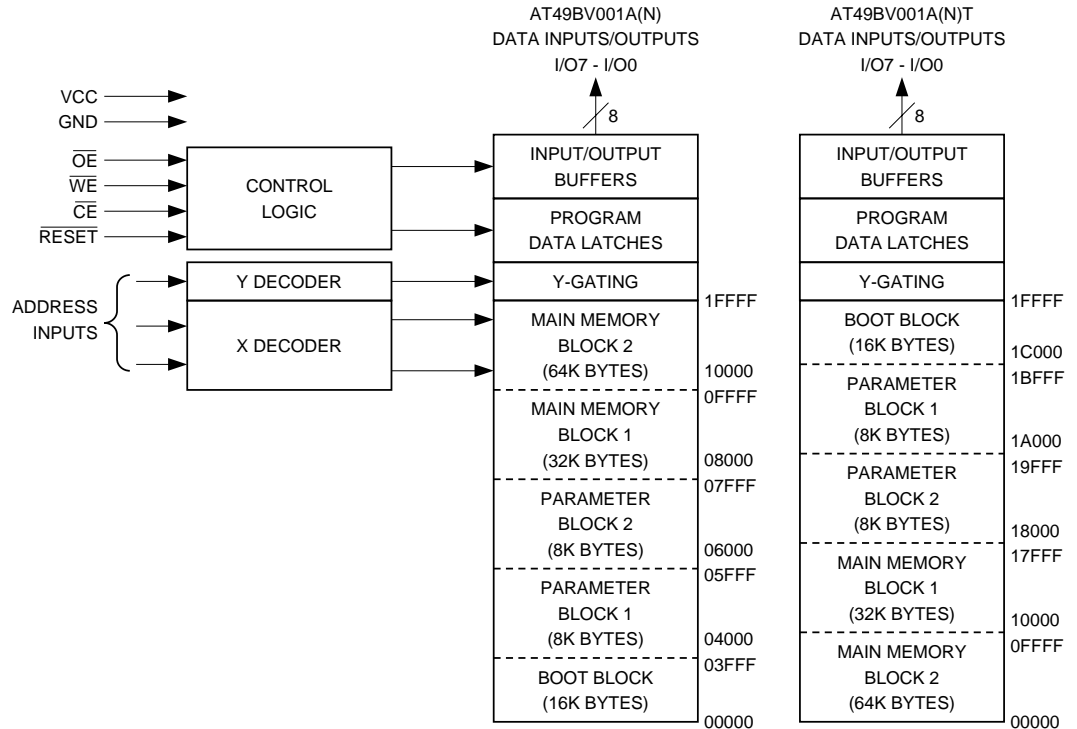 AT49BV001A(N)
DATA INPUTS/OUTPUTS
I/O7 - I/O0
8
AT49BV001A(N)T
DATA INPUTS/OUTPUTS
I/O7 - I/O0
8
VCC
GND
OE
WE
CE
RESET
CONTROL
LOGIC
ADDRESS
INPUTS
Y DECODER
X DECODER
INPUT/OUTPUT
BUFFERS
PROGRAM
DATA LATCHES
Y-GATING
1FFFF
MAIN MEMORY
BLOCK 2
(64K BYTES)
10000
0FFFF
MAIN MEMORY
BLOCK 1
(32K BYTES)
08000
07FFF
PARAMETER
BLOCK 2
(8K BYTES)
06000
05FFF
PARAMETER
BLOCK 1
(8K BYTES)
04000
03FFF
BOOT BLOCK
(16K BYTES)
00000
INPUT/OUTPUT
BUFFERS
PROGRAM
DATA LATCHES
Y-GATING
1FFFF
BOOT BLOCK
(16K BYTES)
1C000
1BFFF
PARAMETER
BLOCK 1
(8K BYTES)
1A000
19FFF
PARAMETER
BLOCK 2
(8K BYTES)
18000
17FFF
MAIN MEMORY
BLOCK 1
(32K BYTES)
10000
0FFFF
MAIN MEMORY
BLOCK 2
(64K BYTES)
00000